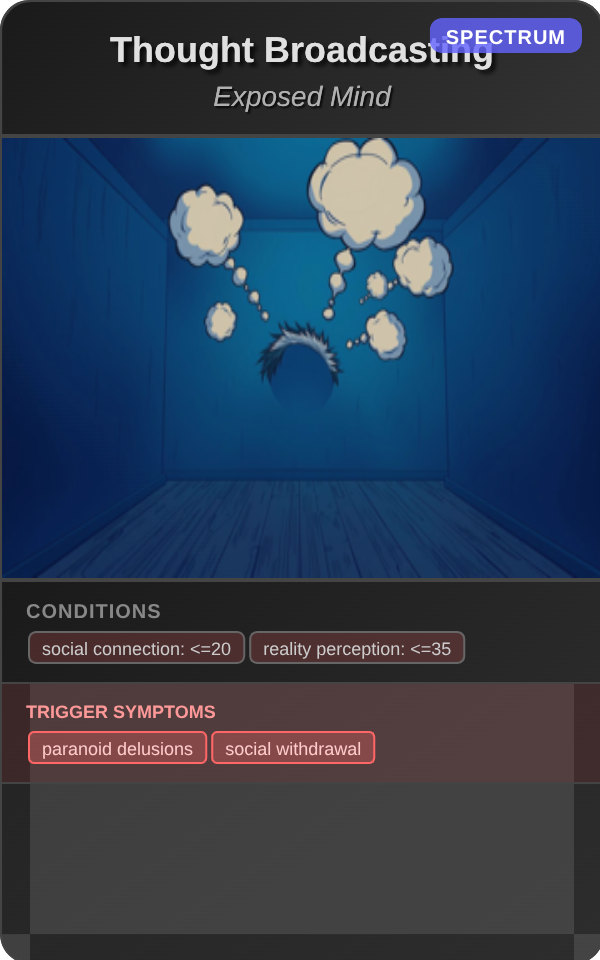 Thought Broadcasting
SPECTRUM
Exposed Mind
CONDITIONS
social connection: <=20 reality perception: <=35
TRIGGER SYMPTOMS
paranoid delusions social withdrawal